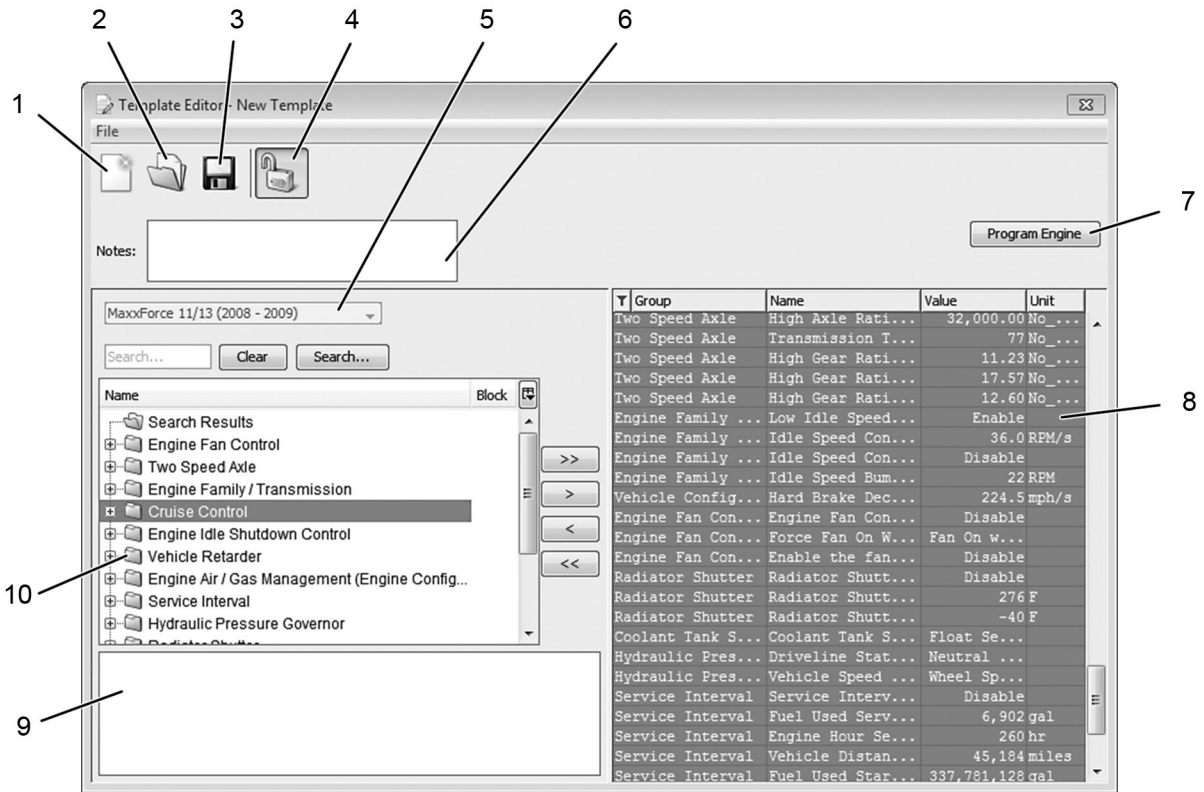 2 3 4 5 6
1
Template Editor - New Template
File
7
Notes:
Program Engine
MaxxForce 11/13 (2008 - 2009)
Search... Clear Search...
Name Block
Search Results
Engine Fan Control
Two Speed Axle
Engine Family / Transmission
Cruise Control
Engine Idle Shutdown Control
Vehicle Retarder
Engine Air / Gas Management (Engine Config...
Service Interval
Hydraulic Pressure Governor
Radiator Shutter
>>
>
<
<<
10
9
Group Name Value Unit
Two Speed Axle High Axle Rati... 32,000.00 No_...
Two Speed Axle Transmission T... 77 No_...
Two Speed Axle High Gear Rati... 11.23 No_...
Two Speed Axle High Gear Rati... 17.57 No_...
Two Speed Axle High Gear Rati... 12.60 No_...
Engine Family ... Low Idle Speed... Enable
Engine Family ... Idle Speed Con... 36.0 RPM/s
Engine Family ... Idle Speed Con... Disable
Engine Family ... Idle Speed Bum... 22 RPM
Vehicle Config... Hard Brake Dec... 224.5 mph/s
Engine Fan Con... Engine Fan Con... Disable
Engine Fan Con... Force Fan On W... Fan On w...
Engine Fan Con... Enable the fan... Disable
Radiator Shutter Radiator Shutt... Disable
Radiator Shutter Radiator Shutt... 276 F
Radiator Shutter Radiator Shutt... -40 F
Coolant Tank S... Coolant Tank S... Float Se...
Hydraulic Pres... Driveline Stat... Neutral ...
Hydraulic Pres... Vehicle Speed ... Wheel Sp...
Service Interval Service Interv... Disable
Service Interval Fuel Used Serv... 6,902 gal
Service Interval Engine Hour Se... 260 hr
Service Interval Vehicle Distan... 45,184 miles
Service Interval Fuel Used Star... 337,781,128 gal
8